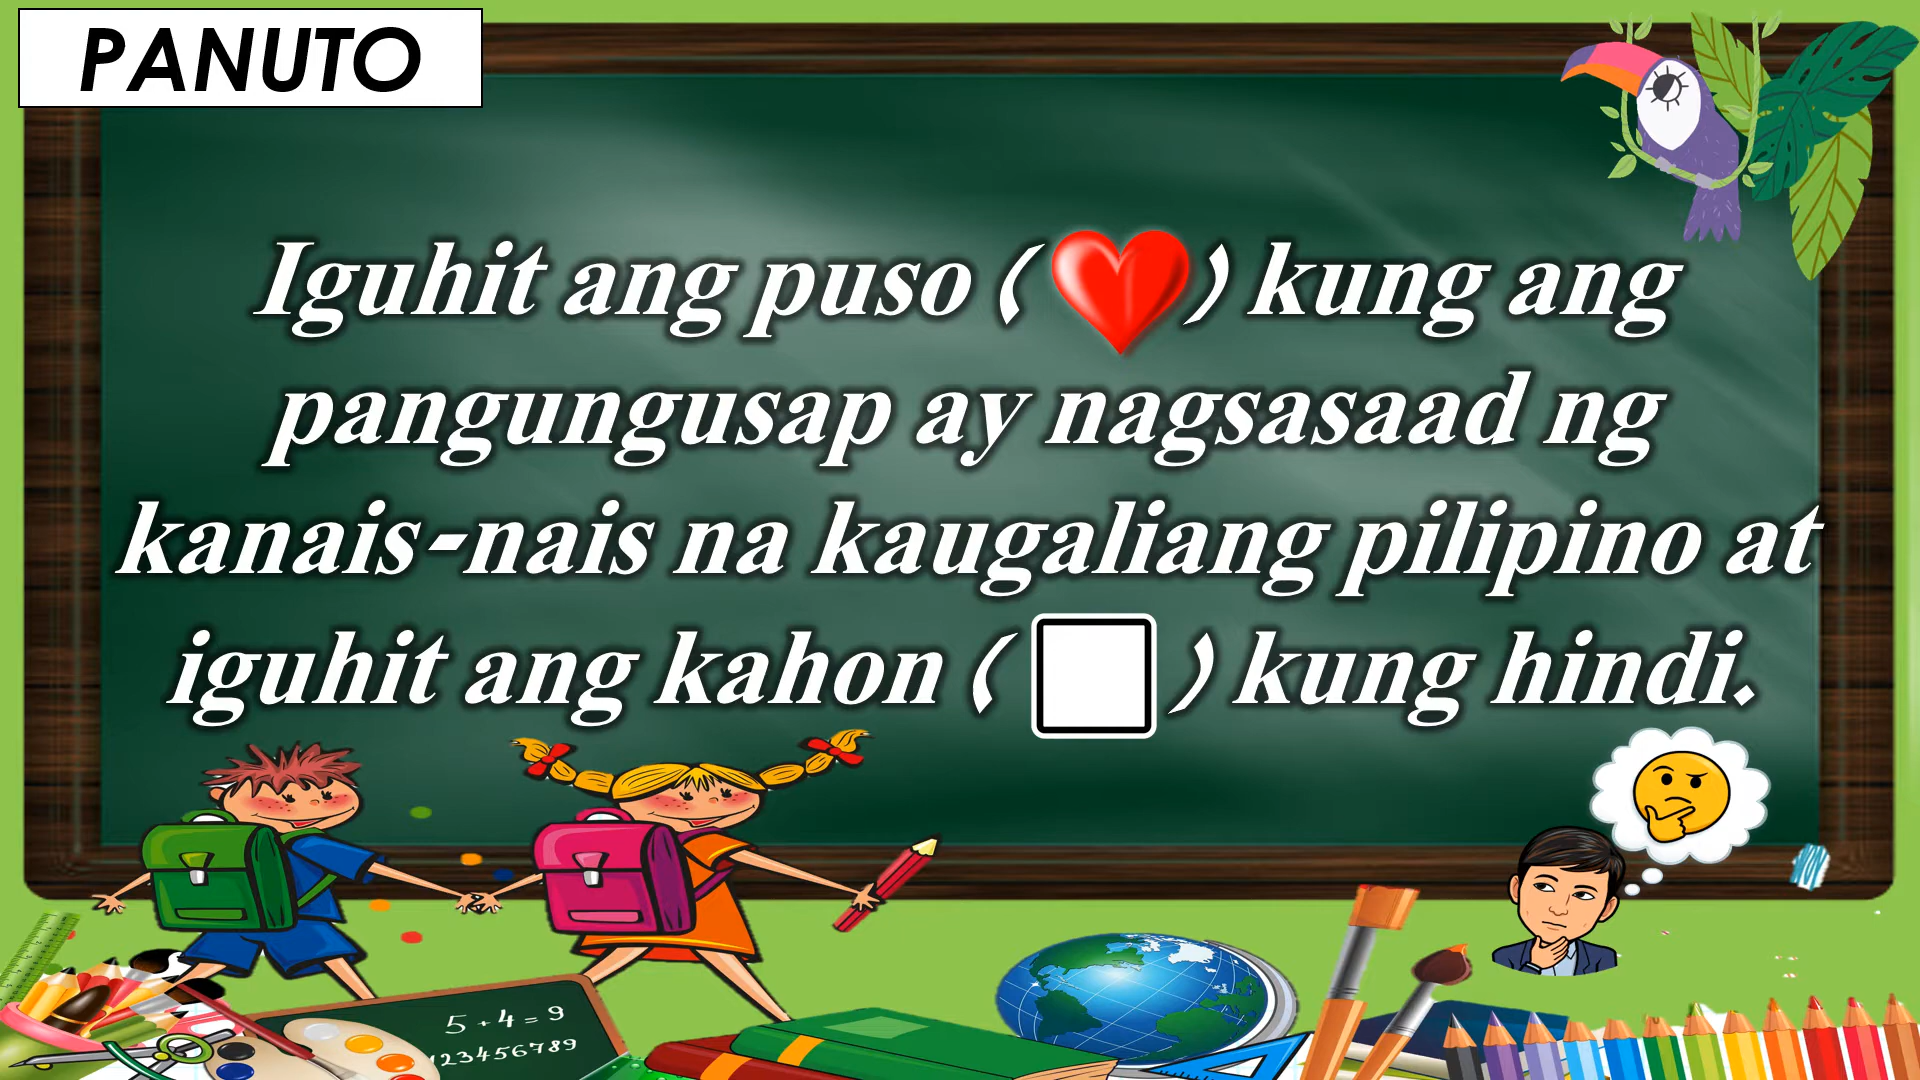 PANUTO
Iguhit ang puso ( ) kung ang
pangungusap ay nagsasaad ng
kanais-nais na kaugaliang pilipino at
iguhit ang kahon ( ) kung hindi.
5+4=9
123456789